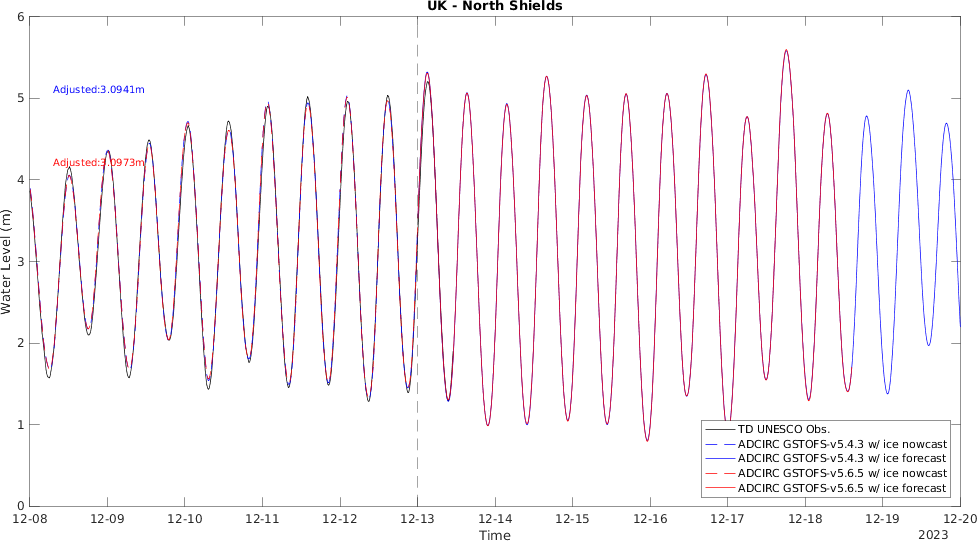 UK - North Shields
6
5
4
3
2
1
0
Water Level (m)
Adjusted:3.0941m
Adjusted:3.0973m
TD UNESCO Obs.
ADCIRC GSTOFS-v5.4.3 w/ ice nowcast
ADCIRC GSTOFS-v5.4.3 w/ ice forecast
ADCIRC GSTOFS-v5.6.5 w/ ice nowcast
ADCIRC GSTOFS-v5.6.5 w/ ice forecast
12-08 12-09 12-10 12-11 12-12 12-13 12-14 12-15 12-16 12-17 12-18 12-19 12-20
Time
2023